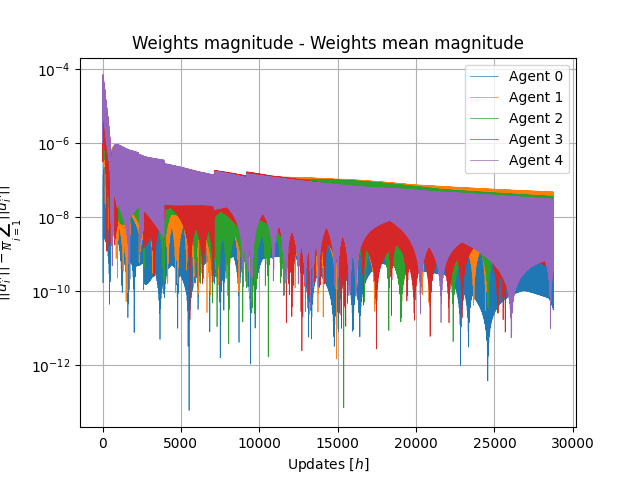 Weights magnitude - Weights mean magnitude
10⁻⁴
10⁻⁶
10⁻⁸
10⁻¹⁰
10⁻¹²
Agent 0
Agent 1
Agent 2
Agent 3
Agent 4
0 5000 10000 15000 20000 25000 30000
Updates [h]